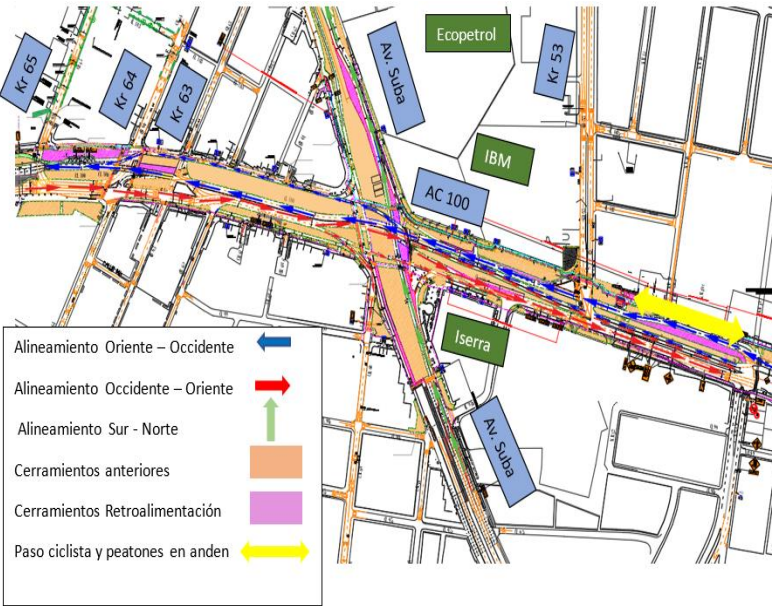 Ecopetrol
Kr 65
Kr 64
Kr 63
Av. Suba
Kr 53
IBM
AC 100
Iserra
Av. Suba
Alineamiento Oriente – Occidente
Alineamiento Occidente – Oriente
Alineamiento Sur - Norte
Cerramientos anteriores
Cerramientos Retroalimentación
Paso ciclista y peatones en anden